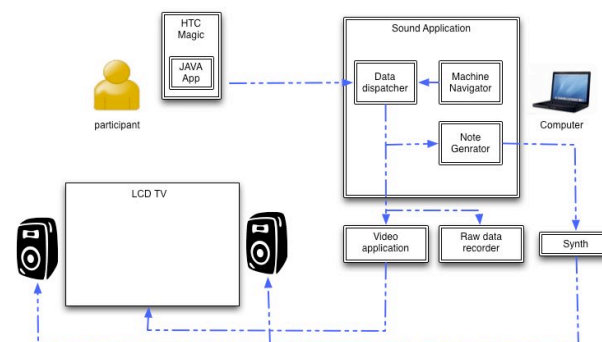 HTC
Magic
JAVA
App
participant
Sound Application
Data
dispatcher
Machine
Navigator
Note
Genrator
Computer
LCD TV
Video
application
Raw data
recorder
Synth